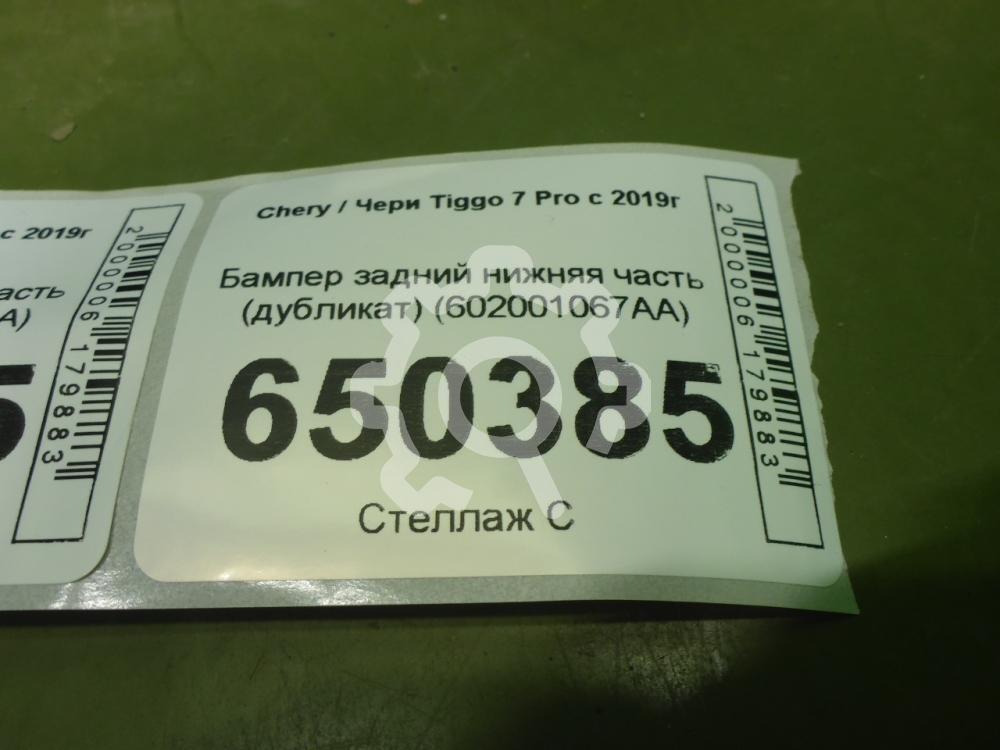 с 2019г
асть
А)
5
2000006179883
Chery / Чери Tiggo 7 Pro с 2019г
Бампер задний нижняя часть
(дубликат) (602001067AA)
650385
Стеллаж С
2000006179883